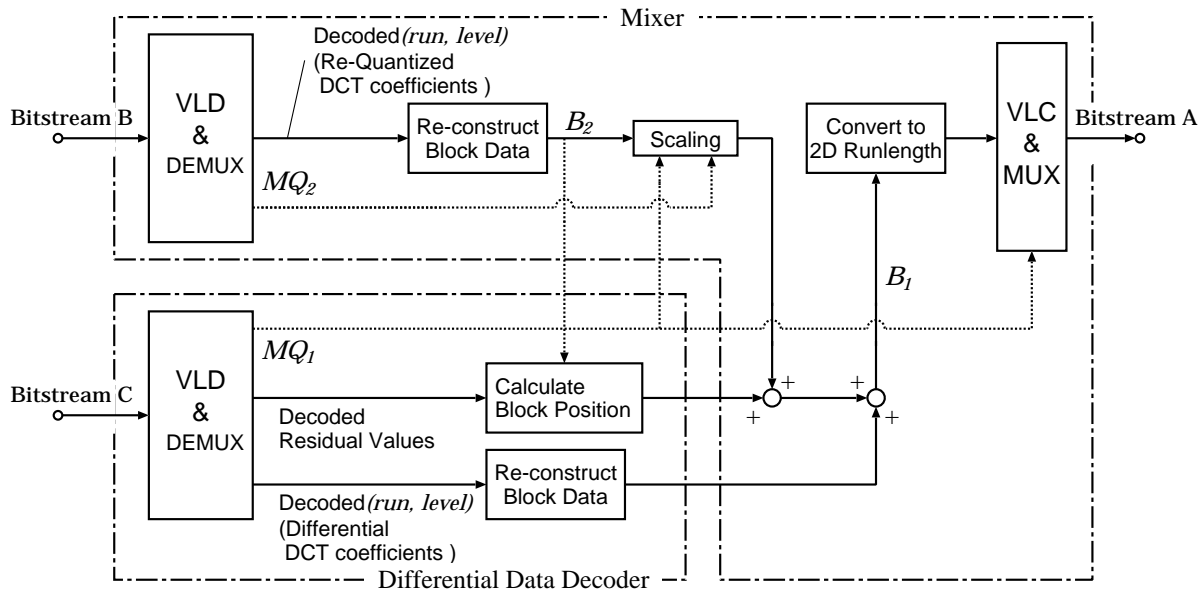 Mixer
Decoded(run, level)
(Re-Quantized
DCT coefficients )
VLD
&
DEMUX
Bitstream B
Re-construct
Block Data
B2
Scaling
Convert to
2D Runlength
VLC
&
MUX
Bitstream A
MQ2
B1
MQ1
VLD
&
DEMUX
Bitstream C
Calculate
Block Position
+
+
+
+
Decoded
Residual Values
Re-construct
Block Data
Decoded(run, level)
(Differential
DCT coefficients )
Differential Data Decoder